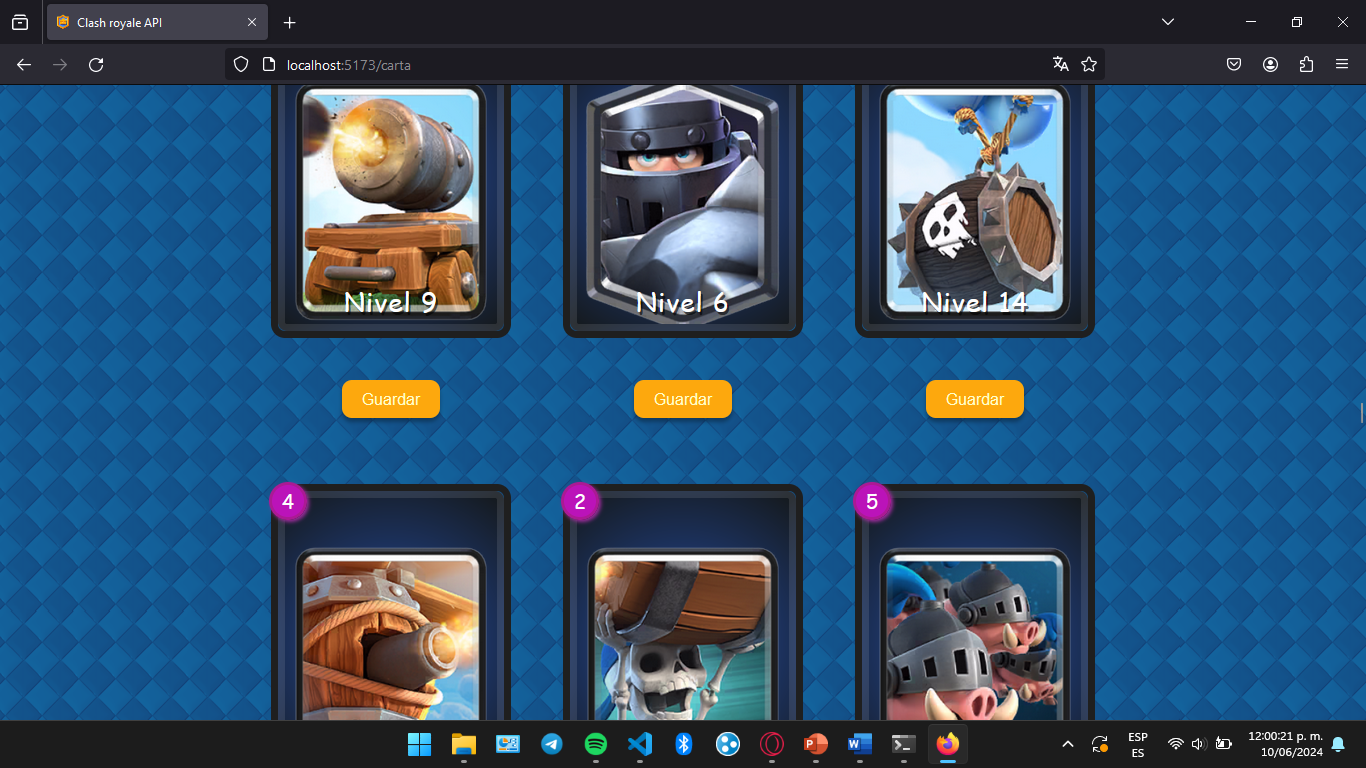 Clash royale API
localhost:5173/carta
Nivel 9
Nivel 6
Nivel 14
Guardar
Guardar
Guardar
4
2
5
ESP
ES
12:00:21 p. m.
10/06/2024